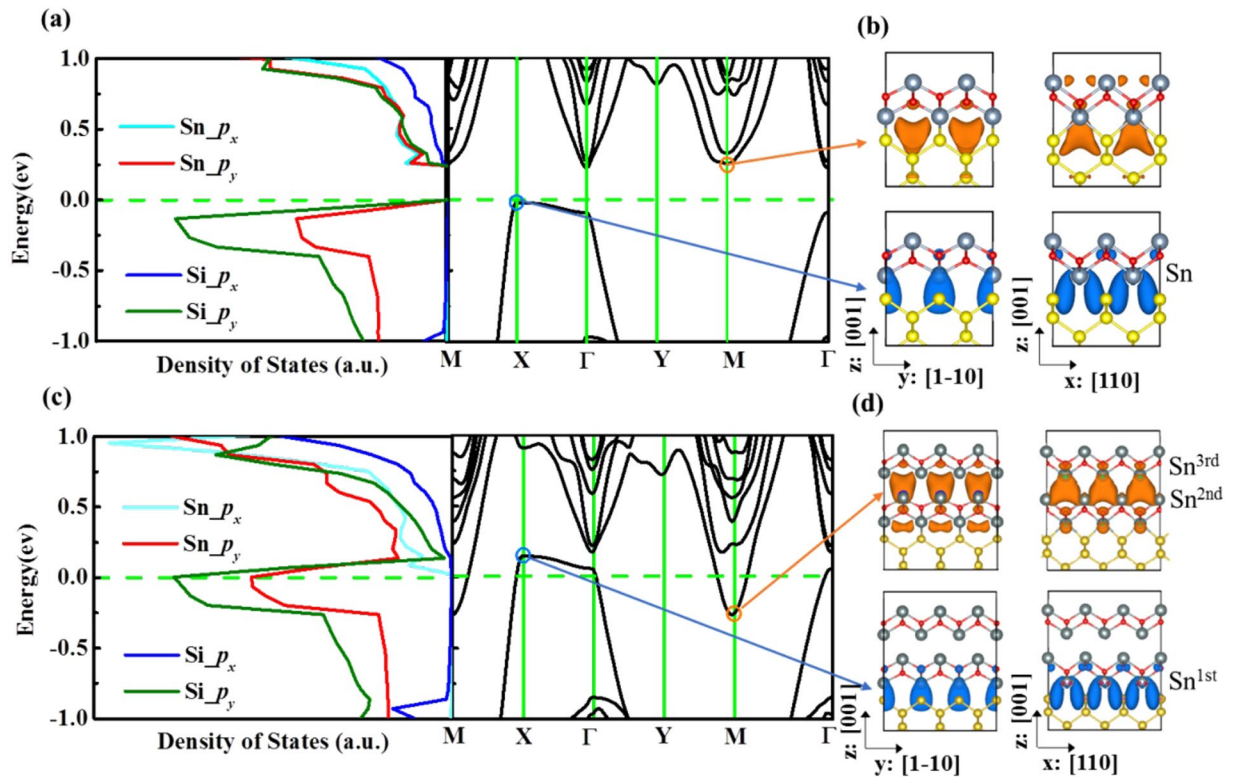 (a)
(b)
1.0
0.5
0.0
-0.5
-1.0
Energy(ev)
Sn_px
Sn_py
Si_px
Si_py
Density of States (a.u.)
M X Γ Y M Γ
Sn
z: [001]
y: [1-10]
z: [001]
x: [110]
(c)
(d)
1.0
0.5
0.0
-0.5
-1.0
Energy(ev)
Sn_px
Sn_py
Si_px
Si_py
Density of States (a.u.)
M X Γ Y M Γ
Sn3rd
Sn2nd
Sn1st
z: [001]
y: [1-10]
z: [001]
x: [110]